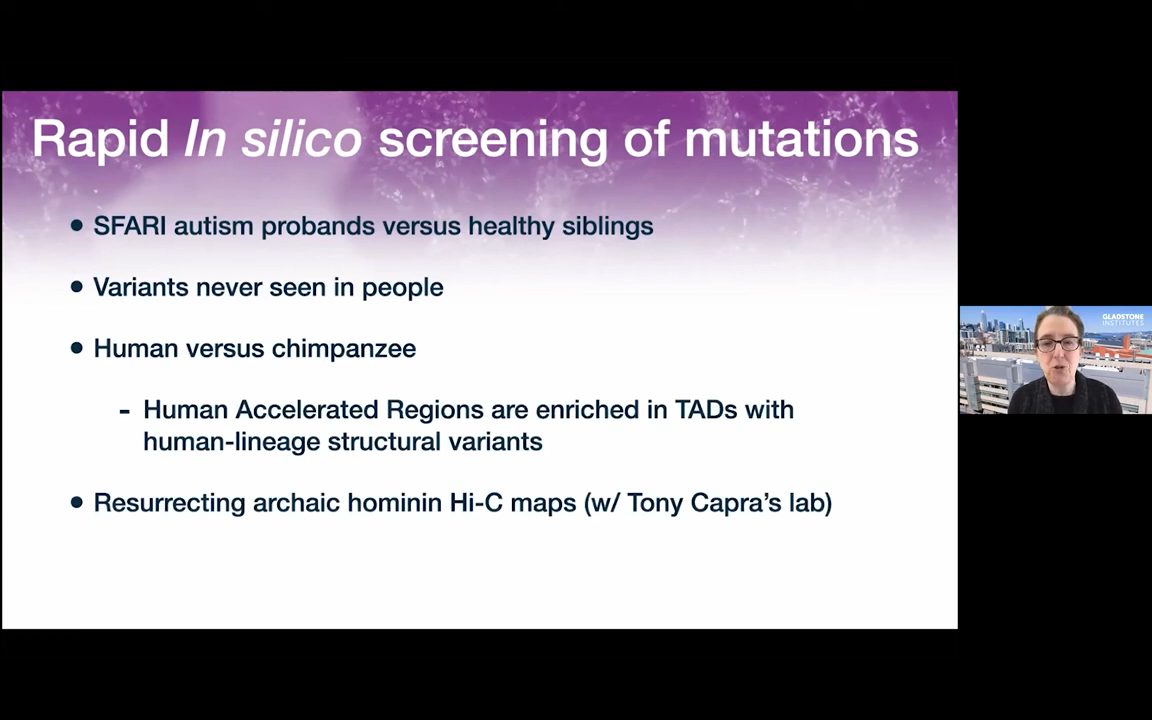 Rapid In silico screening of mutations
• SFARI autism probands versus healthy siblings
• Variants never seen in people
• Human versus chimpanzee
- Human Accelerated Regions are enriched in TADs with
human-lineage structural variants
• Resurrecting archaic hominin Hi-C maps (w/ Tony Capra's lab)
GLADSTONE
INSTITUTES